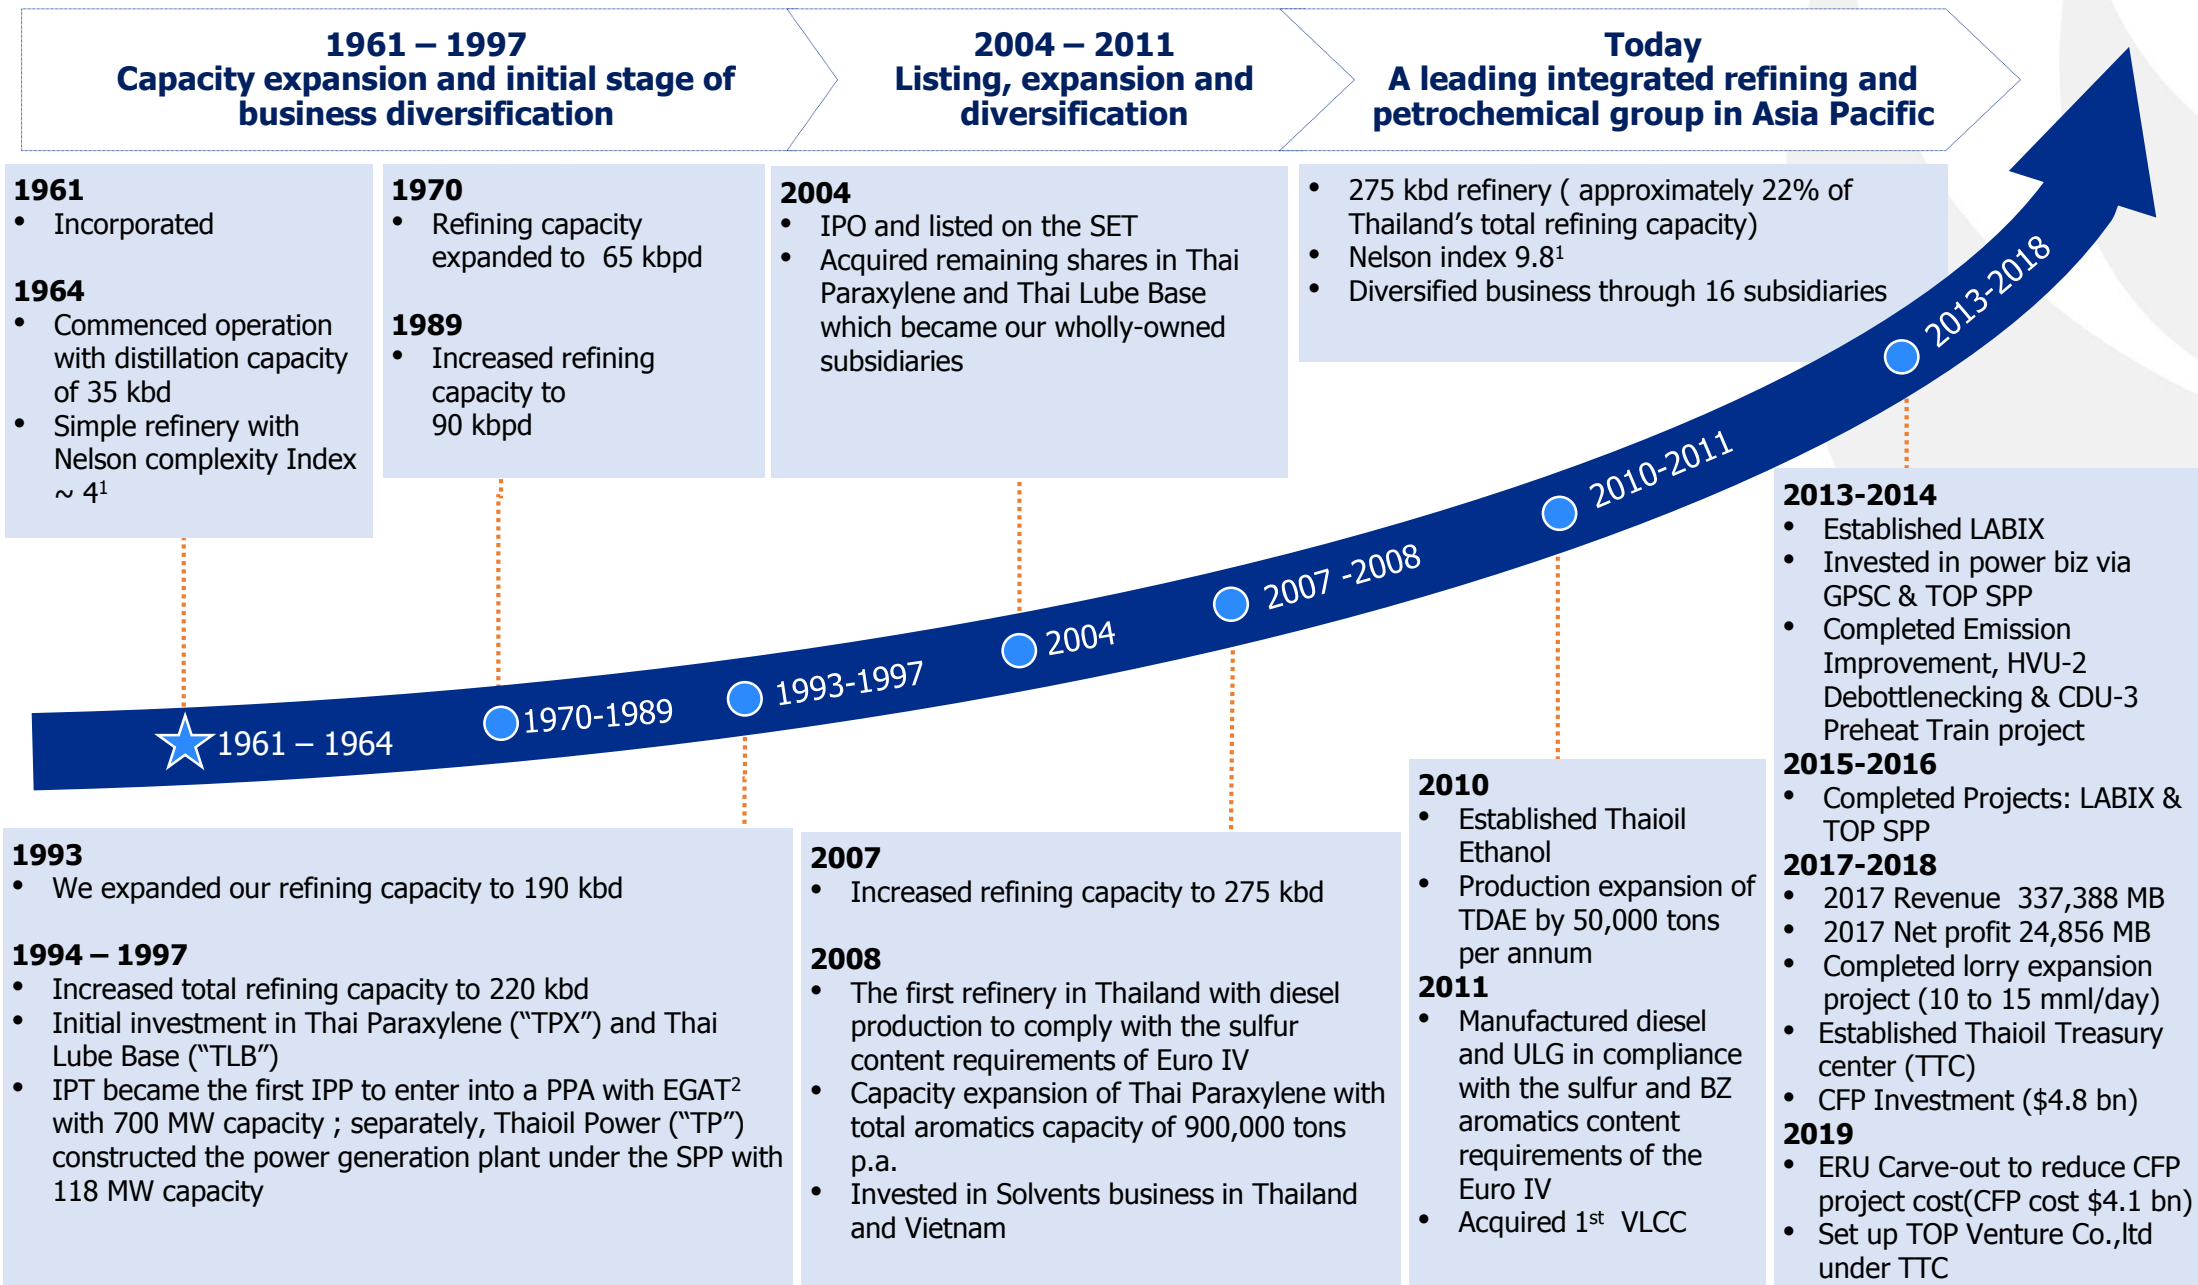 1961 – 1997
Capacity expansion and initial stage of
business diversification
2004 – 2011
Listing, expansion and
diversification
Today
A leading integrated refining and
petrochemical group in Asia Pacific
1961
• Incorporated
1964
• Commenced operation
with distillation capacity
of 35 kbd
• Simple refinery with
Nelson complexity Index
~ 4¹
1970
• Refining capacity
expanded to 65 kbpd
1989
• Increased refining
capacity to
90 kbpd
2004
• IPO and listed on the SET
• Acquired remaining shares in Thai
Paraxylene and Thai Lube Base
which became our wholly-owned
subsidiaries
• 275 kbd refinery ( approximately 22% of
Thailand’s total refining capacity)
• Nelson index 9.8¹
• Diversified business through 16 subsidiaries
1961 – 1964
1970-1989
1993-1997
2004
2007 -2008
2010-2011
2013-2018
1993
• We expanded our refining capacity to 190 kbd
1994 – 1997
• Increased total refining capacity to 220 kbd
• Initial investment in Thai Paraxylene (“TPX”) and Thai
Lube Base (“TLB”)
• IPT became the first IPP to enter into a PPA with EGAT²
with 700 MW capacity ; separately, Thaioil Power (“TP”)
constructed the power generation plant under the SPP with
118 MW capacity
2007
• Increased refining capacity to 275 kbd
2008
• The first refinery in Thailand with diesel
production to comply with the sulfur
content requirements of Euro IV
• Capacity expansion of Thai Paraxylene with
total aromatics capacity of 900,000 tons
p.a.
• Invested in Solvents business in Thailand
and Vietnam
2010
• Established Thaioil
Ethanol
• Production expansion of
TDAE by 50,000 tons
per annum
2011
• Manufactured diesel
and ULG in compliance
with the sulfur and BZ
aromatics content
requirements of the
Euro IV
• Acquired 1st VLCC
2013-2014
• Established LABIX
• Invested in power biz via
GPSC & TOP SPP
• Completed Emission
Improvement, HVU-2
Debottlenecking & CDU-3
Preheat Train project
2015-2016
• Completed Projects: LABIX &
TOP SPP
2017-2018
• 2017 Revenue 337,388 MB
• 2017 Net profit 24,856 MB
• Completed lorry expansion
project (10 to 15 mml/day)
• Established Thaioil Treasury
center (TTC)
• CFP Investment ($4.8 bn)
2019
• ERU Carve-out to reduce CFP
project cost(CFP cost $4.1 bn)
• Set up TOP Venture Co.,ltd
under TTC